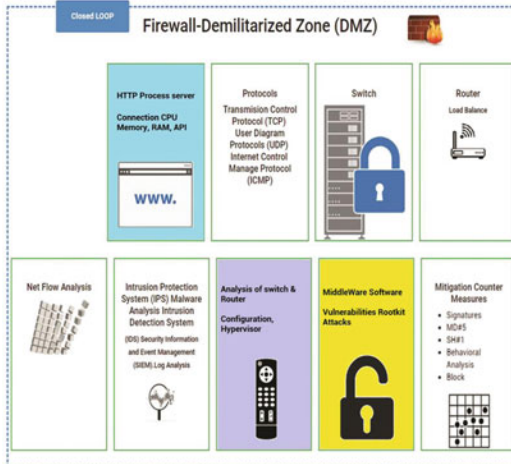 Closed LOOP
Firewall-Demilitarized Zone (DMZ)
HTTP Process server
Connection CPU
Memory, RAM, API
www.
Protocols
Transmision Control
Protocol (TCP)
User Diagram
Protocols (UDP)
Internet Control
Manage Protocol
(ICMP)
Switch
Router
Load Balance
Net Flow Analysis
Intrusion Protection
System (IPS) Malware
Analysis Intrusion
Detection System
(IDS) Security Information
and Event Management
(SIEM).Log Analysis
Analysis of switch &
Router
Configuration,
Hypervisor
MiddleWare Software
Vulnerabilities Rootkit
Attacks
Mitigation Counter
Measures
• Signatures
• MD#5
• SH#1
• Behavioral
Analysis
• Block